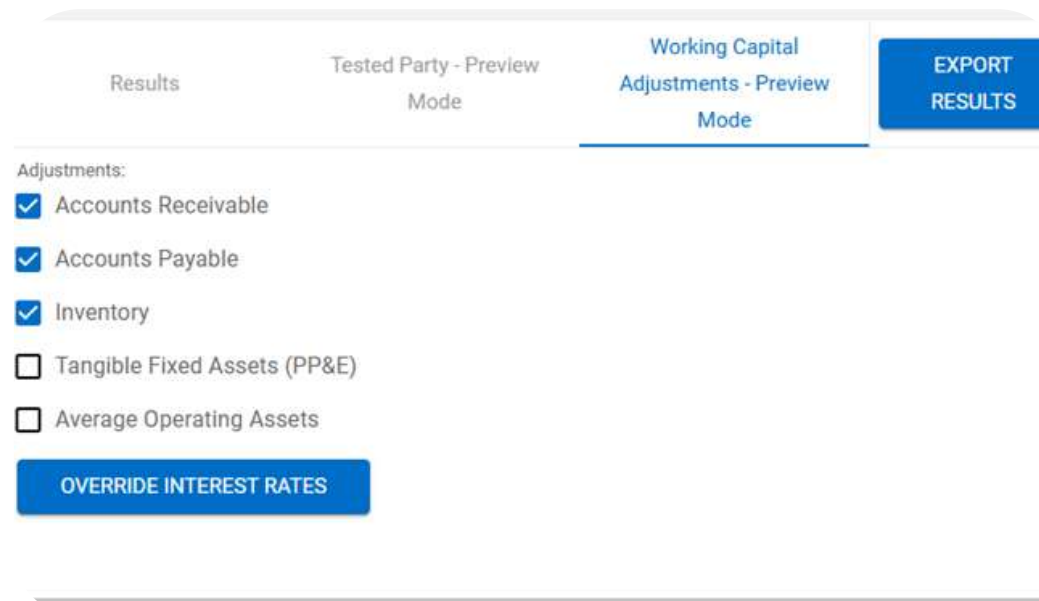 Results
Tested Party - Preview
Mode
Working Capital
Adjustments - Preview
Mode
EXPORT
RESULTS
Adjustments:
Accounts Receivable
Accounts Payable
Inventory
Tangible Fixed Assets (PP&E)
Average Operating Assets
OVERRIDE INTEREST RATES